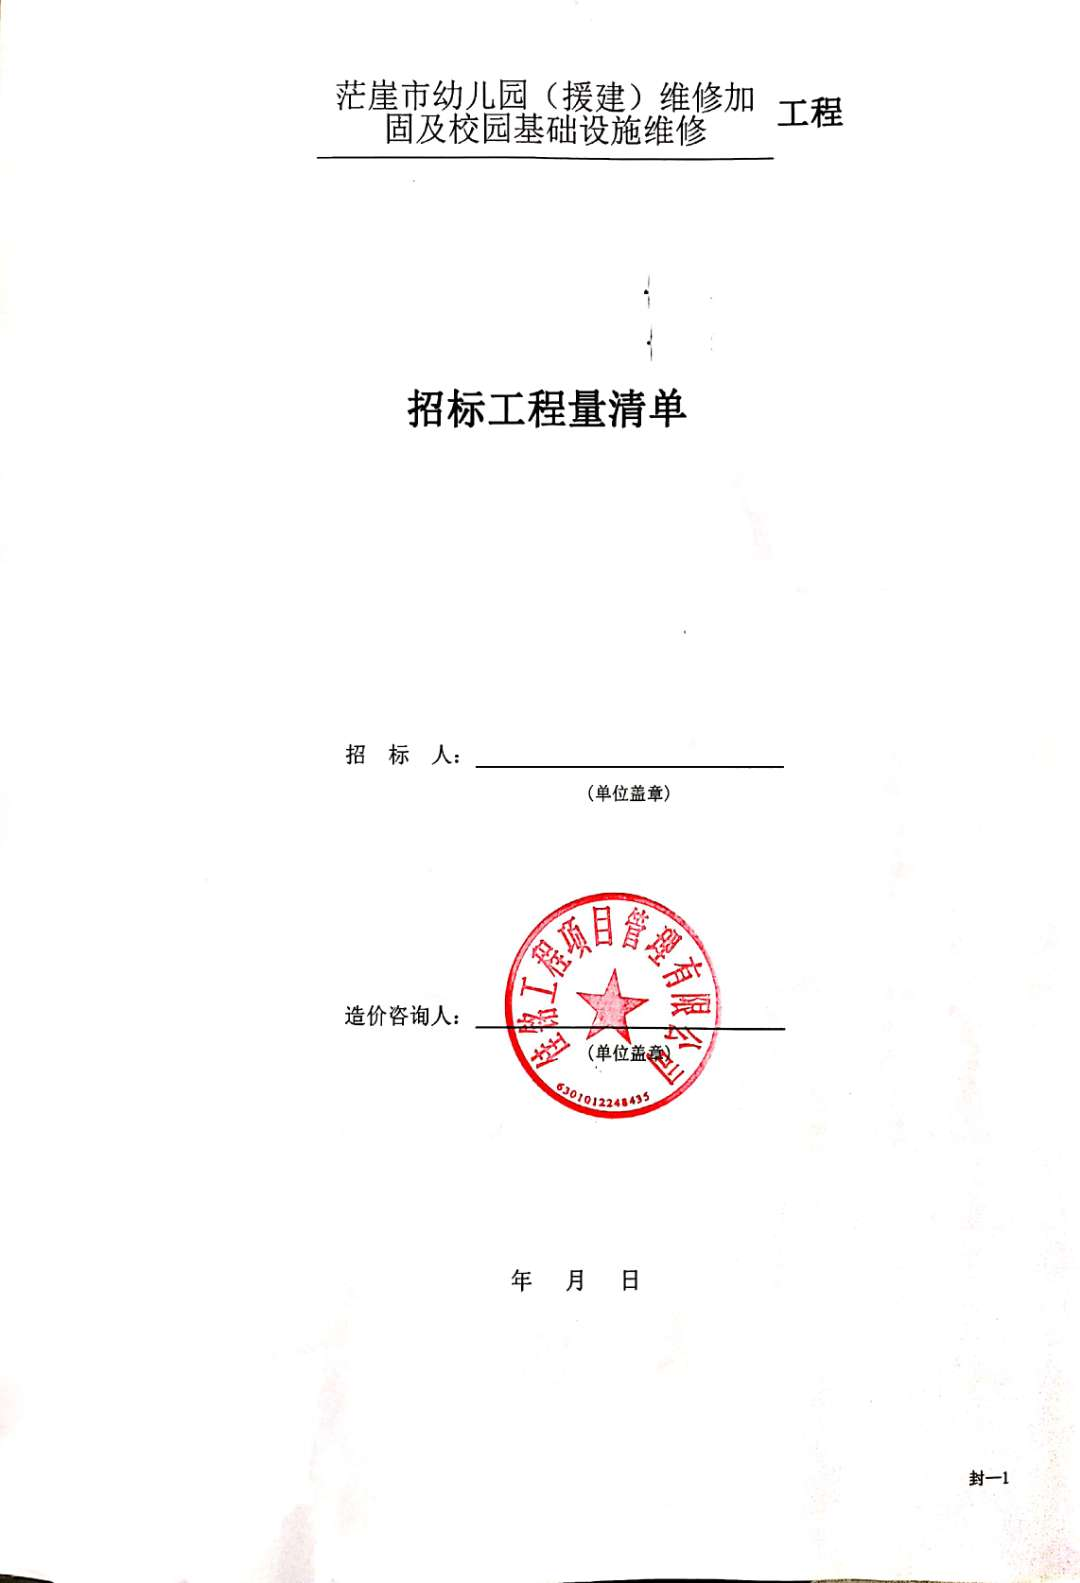 茫崖市幼儿园（援建）维修加
固及校园基础设施维修
工程
招标工程量清单
招 标 人：
（单位盖章）
佳铭工程项目管理有限公司
造价咨询人：
（单位盖章）
6301012248435
年 月 日
封—1